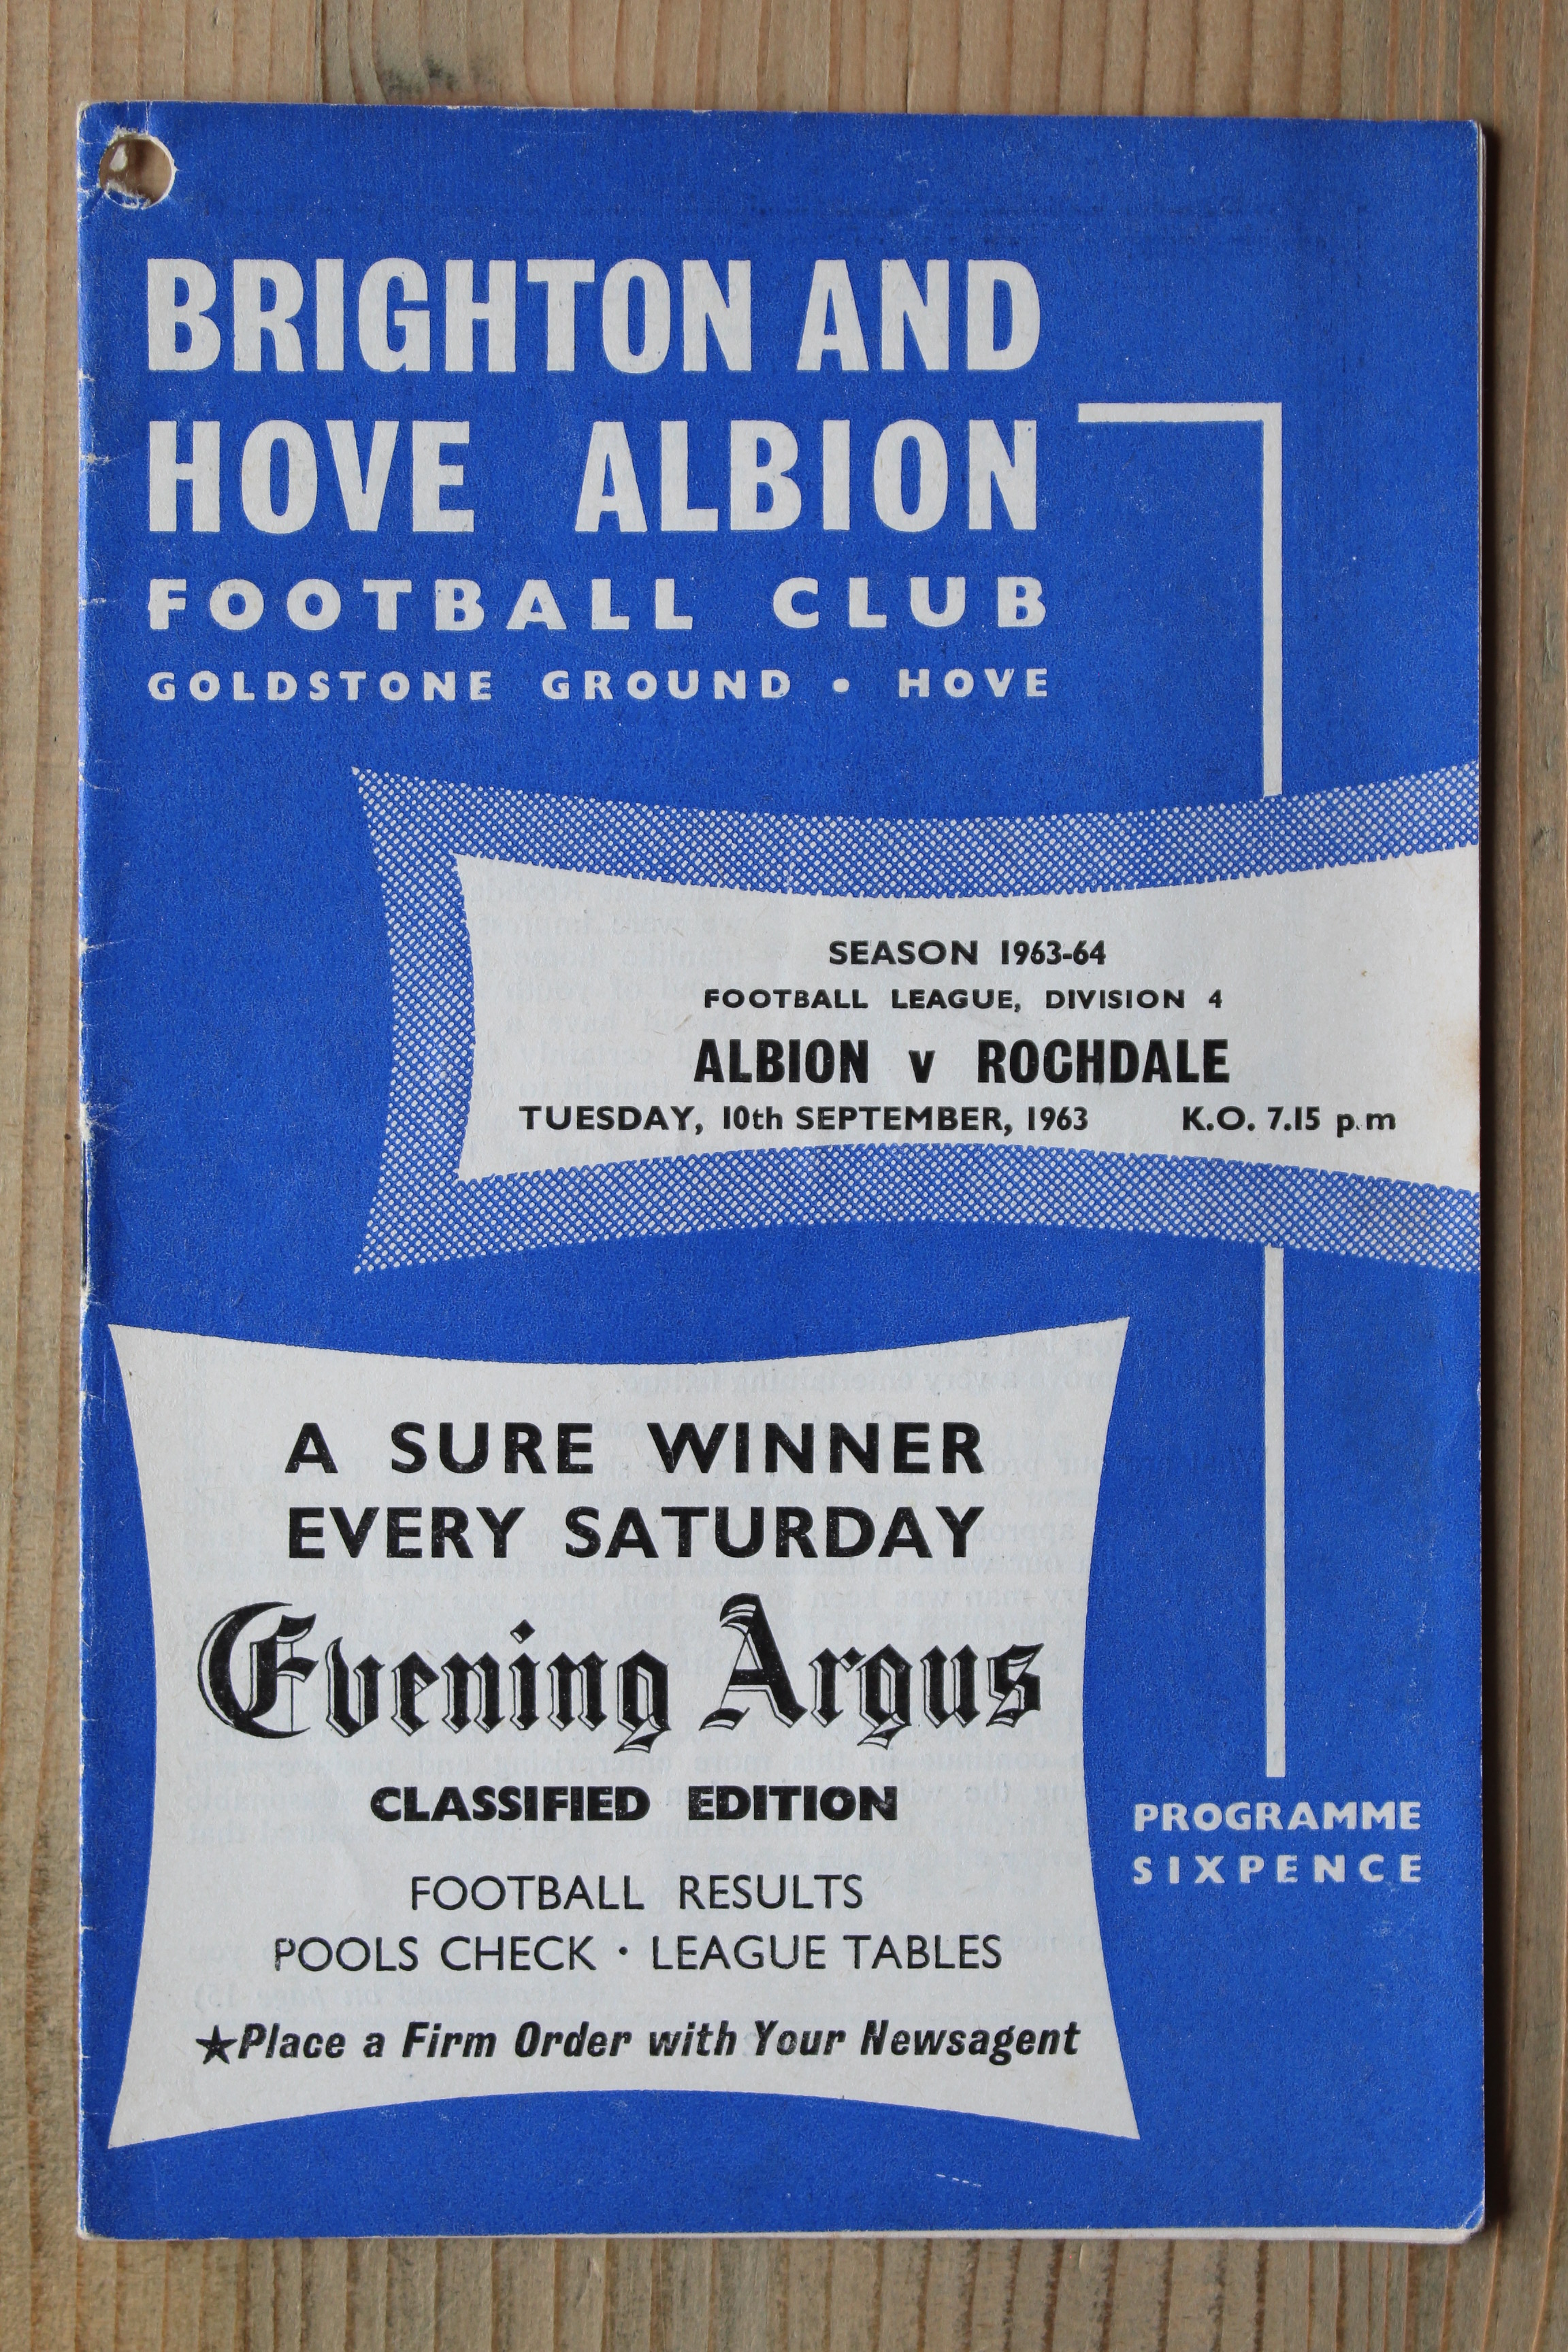 BRIGHTON AND
HOVE ALBION
FOOTBALL CLUB
GOLDSTONE GROUND • HOVE
SEASON 1963-64
FOOTBALL LEAGUE, DIVISION 4
ALBION v ROCHDALE
TUESDAY, 10th SEPTEMBER, 1963 K.O. 7.15 p.m
A SURE WINNER
EVERY SATURDAY
Evening Argus
CLASSIFIED EDITION
FOOTBALL RESULTS
POOLS CHECK · LEAGUE TABLES
★Place a Firm Order with Your Newsagent
PROGRAMME
SIXPENCE